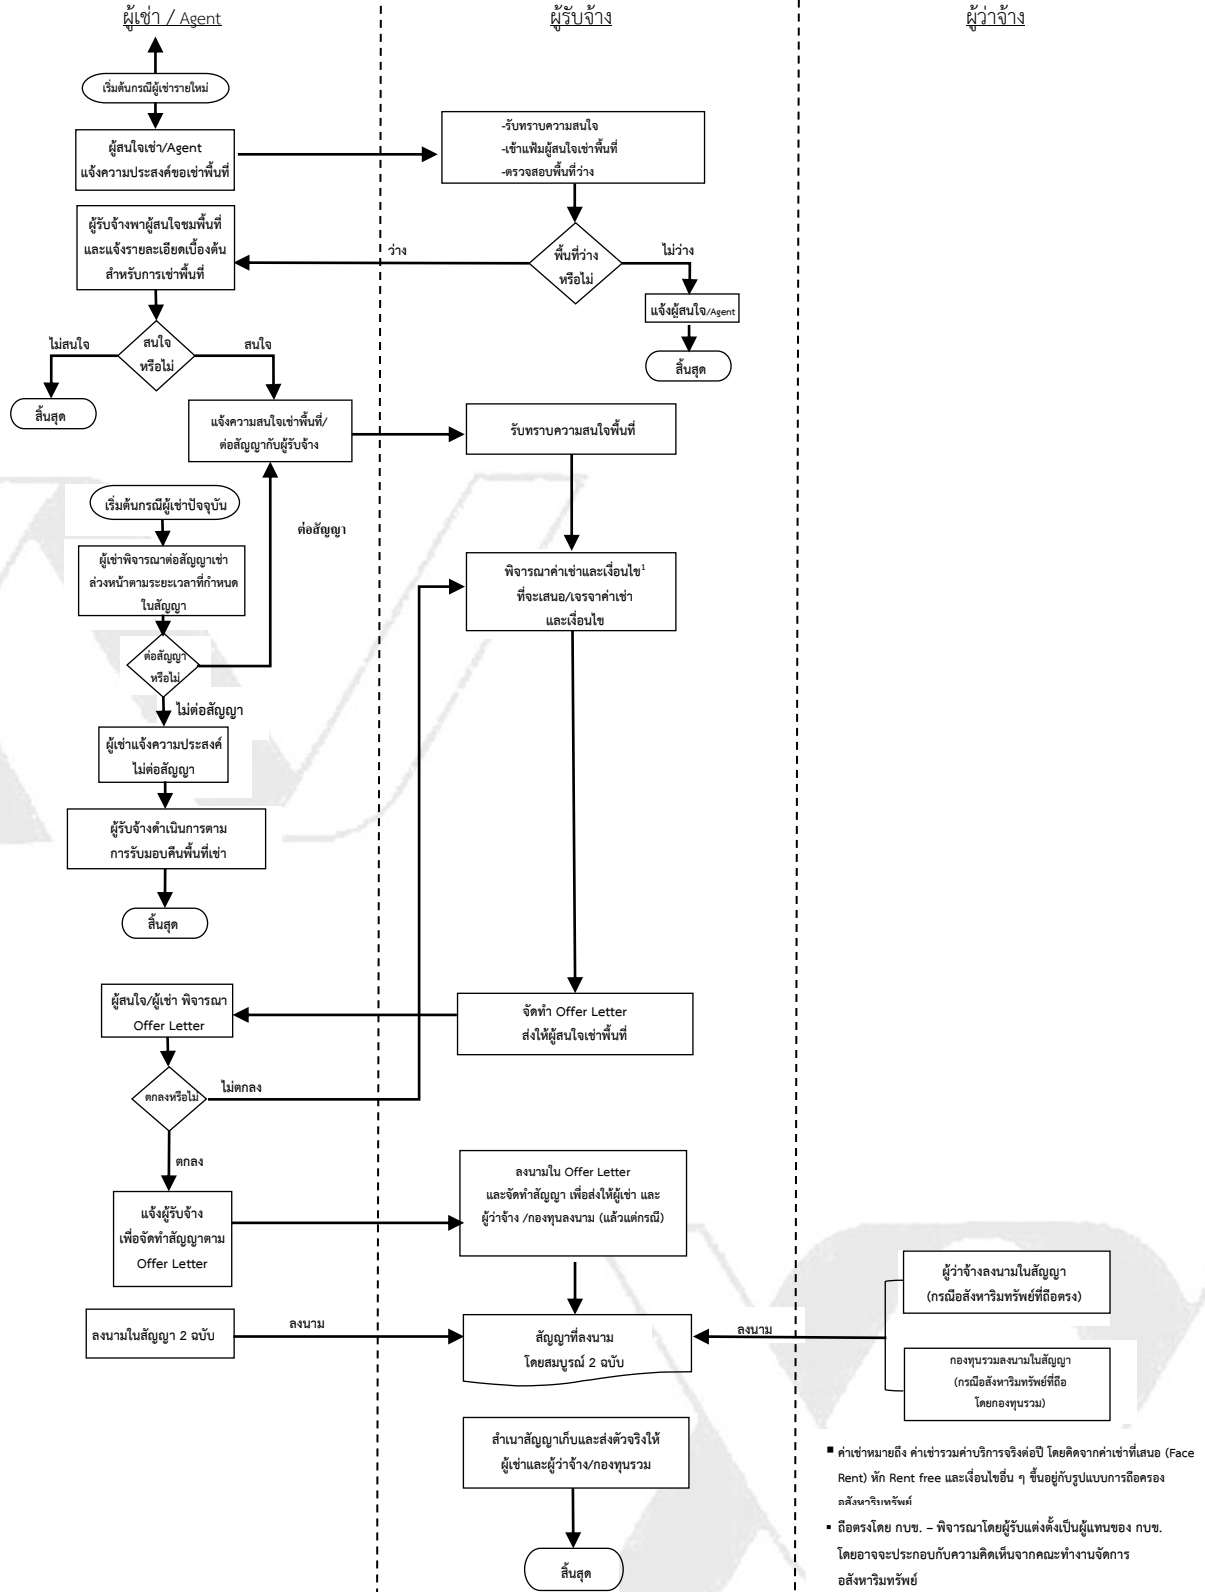 ผู้เช่า / Agent
ผู้รับจ้าง
ผู้ว่าจ้าง
เริ่มต้นกรณีผู้เช่ารายใหม่
ผู้สนใจเช่า/Agent
แจ้งความประสงค์ขอเช่าพื้นที่
-รับทราบความสนใจ
-เข้าแฟ้มผู้สนใจเช่าพื้นที่
-ตรวจสอบพื้นที่ว่าง
ผู้รับจ้างพาผู้สนใจชมพื้นที่
และแจ้งรายละเอียดเบื้องต้น
สำหรับการเช่าพื้นที่
ว่าง
พื้นที่ว่าง
หรือไม่
ไม่ว่าง
แจ้งผู้สนใจ/Agent
สิ้นสุด
ไม่สนใจ
สนใจ
หรือไม่
สนใจ
สิ้นสุด
แจ้งความสนใจเช่าพื้นที่/
ต่อสัญญากับผู้รับจ้าง
รับทราบความสนใจพื้นที่
เริ่มต้นกรณีผู้เช่าปัจจุบัน
ต่อสัญญา
ผู้เช่าพิจารณาต่อสัญญาเช่า
ล่วงหน้าตามระยะเวลาที่กำหนด
ในสัญญา
พิจารณาค่าเช่าและเงื่อนไข¹
ที่จะเสนอ/เจรจาค่าเช่า
และเงื่อนไข
ต่อสัญญา
หรือไม่
ไม่ต่อสัญญา
ผู้เช่าแจ้งความประสงค์
ไม่ต่อสัญญา
ผู้รับจ้างดำเนินการตาม
การรับมอบคืนพื้นที่เช่า
สิ้นสุด
ผู้สนใจ/ผู้เช่า พิจารณา
Offer Letter
จัดทำ Offer Letter
ส่งให้ผู้สนใจเช่าพื้นที่
ตกลงหรือไม่
ไม่ตกลง
ตกลง
แจ้งผู้รับจ้าง
เพื่อจัดทำสัญญาตาม
Offer Letter
ลงนามใน Offer Letter
และจัดทำสัญญา เพื่อส่งให้ผู้เช่า และ
ผู้ว่าจ้าง /กองทุนลงนาม (แล้วแต่กรณี)
ผู้ว่าจ้างลงนามในสัญญา
(กรณีอสังหาริมทรัพย์ที่ถือตรง)
ลงนามในสัญญา 2 ฉบับ
ลงนาม
สัญญาที่ลงนาม
โดยสมบูรณ์ 2 ฉบับ
ลงนาม
กองทุนรวมลงนามในสัญญา
(กรณีอสังหาริมทรัพย์ที่ถือ
โดยกองทุนรวม)
สำเนาสัญญาเก็บและส่งตัวจริงให้
ผู้เช่าและผู้ว่าจ้าง/กองทุนรวม
สิ้นสุด
▪ ค่าเช่าหมายถึง ค่าเช่ารวมค่าบริการจริงต่อปี โดยคิดจากค่าเช่าที่เสนอ (Face
Rent) หัก Rent free และเงื่อนไขอื่น ๆ ขึ้นอยู่กับรูปแบบการถือครอง
อสังหาริมทรัพย์
▪ ถือตรงโดย กบข. – พิจารณาโดยผู้รับแต่งตั้งเป็นผู้แทนของ กบข.
โดยอาจจะประกอบกับความคิดเห็นจากคณะทำงานจัดการ
อสังหาริมทรัพย์